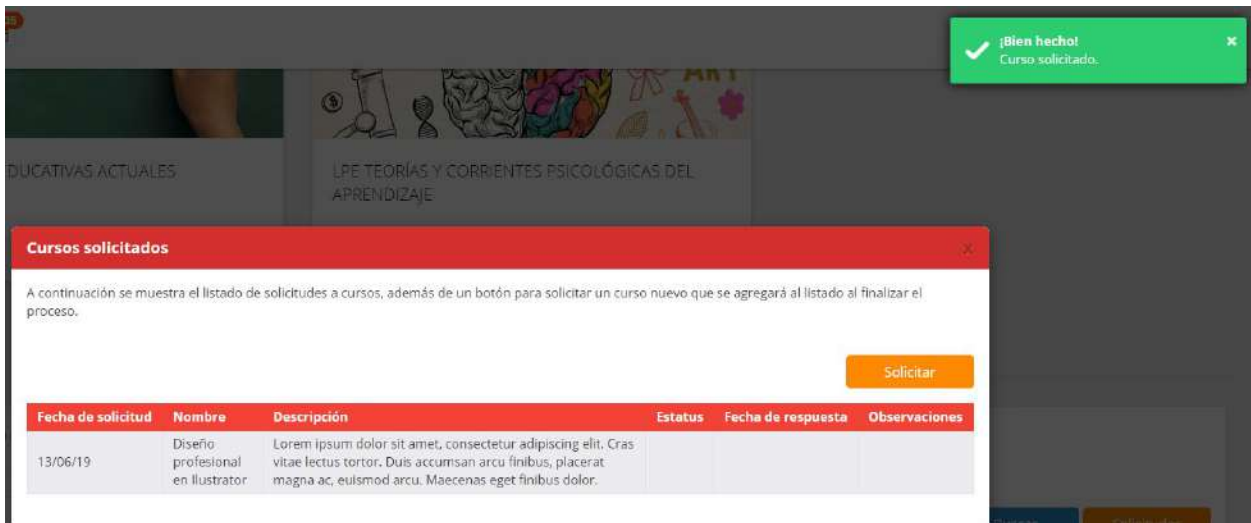 ¡Bien hecho!
Curso solicitado.
ART
DUCATIVAS ACTUALES
LPE TEORÍAS Y CORRIENTES PSICOLÓGICAS DEL
APRENDIZAJE
Cursos solicitados
x
A continuación se muestra el listado de solicitudes a cursos, además de un botón para solicitar un curso nuevo que se agregará al listado al finalizar el
proceso.
Solicitar
Fecha de solicitud Nombre Descripción Estatus Fecha de respuesta Observaciones
13/06/19
Diseño
profesional
en Ilustrator
Lorem ipsum dolor sit amet, consectetur adipiscing elit. Cras
vitae lectus tortor. Duis accumsan arcu finibus, placerat
magna ac, euismod arcu. Maecenas eget finibus dolor.